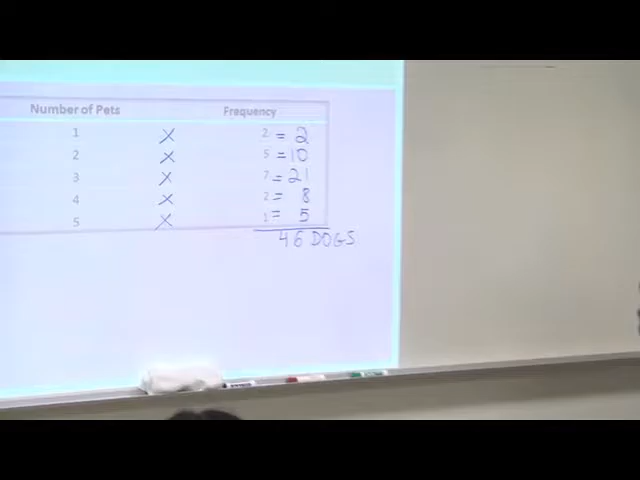 Number of Pets Frequency
1 X 2 = 2
2 X 5 = 10
3 X 7 = 21
4 X 2 = 8
5 X 1 = 5
46 DOGS